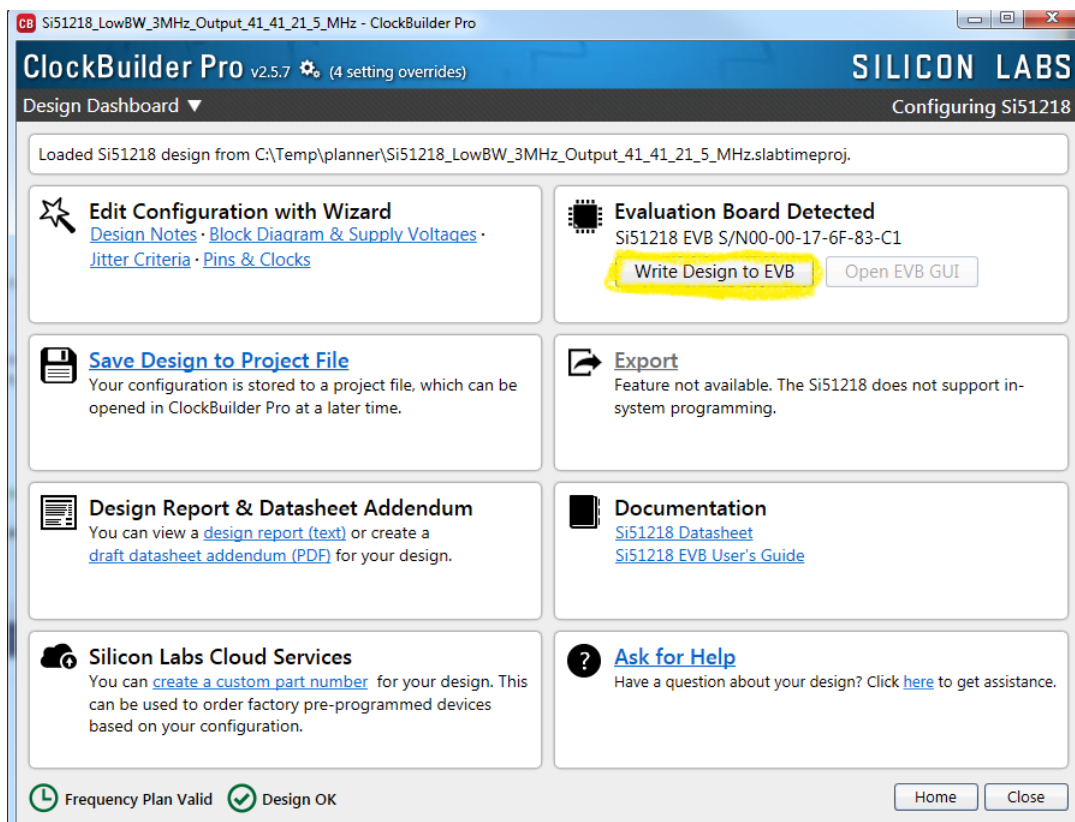 CB Si51218_LowBW_3MHz_Output_41_41_21_5_MHz - ClockBuilder Pro
ClockBuilder Pro v2.5.7 (4 setting overrides)
SILICON LABS
Design Dashboard ▼
Configuring Si51218
Loaded Si51218 design from C:\Temp\planner\Si51218_LowBW_3MHz_Output_41_41_21_5_MHz.slabtimeproj.
Edit Configuration with Wizard
Design Notes · Block Diagram & Supply Voltages ·
Jitter Criteria · Pins & Clocks
Evaluation Board Detected
Si51218 EVB S/N00-00-17-6F-83-C1
Write Design to EVB
Open EVB GUI
Save Design to Project File
Your configuration is stored to a project file, which can be
opened in ClockBuilder Pro at a later time.
Export
Feature not available. The Si51218 does not support in-
system programming.
Design Report & Datasheet Addendum
You can view a design report (text) or create a
draft datasheet addendum (PDF) for your design.
Documentation
Si51218 Datasheet
Si51218 EVB User's Guide
Silicon Labs Cloud Services
You can create a custom part number for your design. This
can be used to order factory pre-programmed devices
based on your configuration.
? Ask for Help
Have a question about your design? Click here to get assistance.
Frequency Plan Valid
Design OK
Home
Close